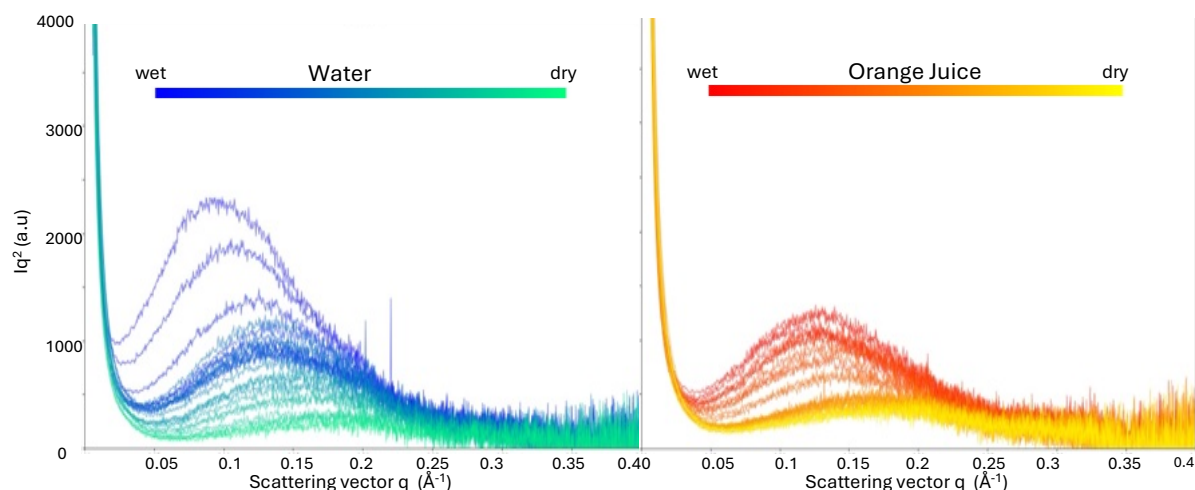 4000
3000
2000
1000
0
Iq² (a.u)
wet Water dry
0.05 0.1 0.15 0.2 0.25 0.3 0.35 0.40
Scattering vector q (Å⁻¹)
wet Orange Juice dry
0.05 0.1 0.15 0.2 0.25 0.3 0.35 0.4
Scattering vector q (Å⁻¹)